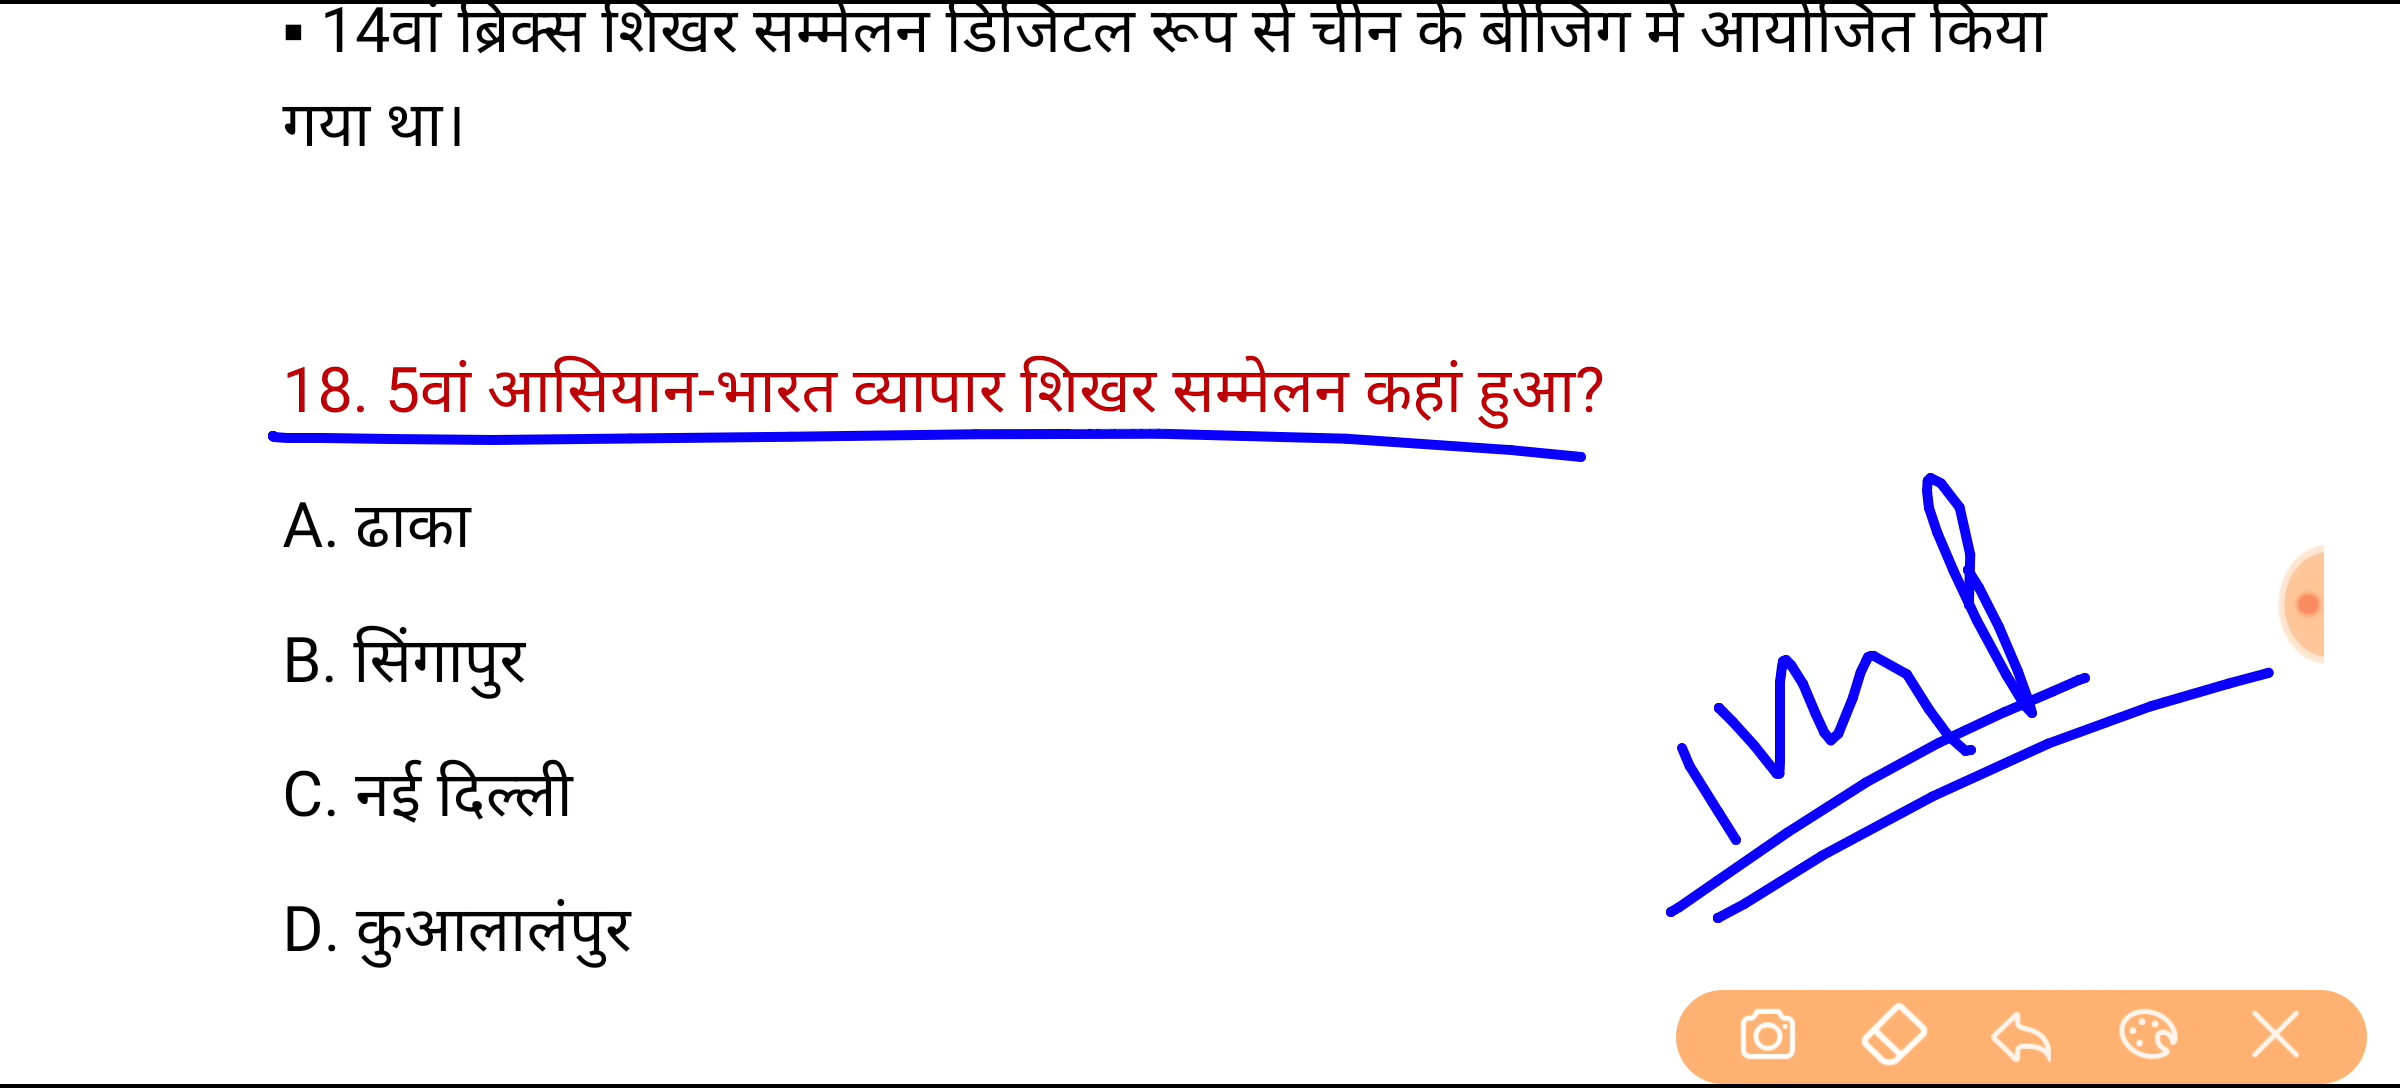 ▪ 14वां ब्रिक्स शिखर सम्मेलन डिजिटल रूप से चीन के बीजिंग में आयोजित किया
गया था।
18. 5वां आसियान-भारत व्यापार शिखर सम्मेलन कहां हुआ?
A. ढाका
B. सिंगापुर
C. नई दिल्ली
D. कुआलालंपुर